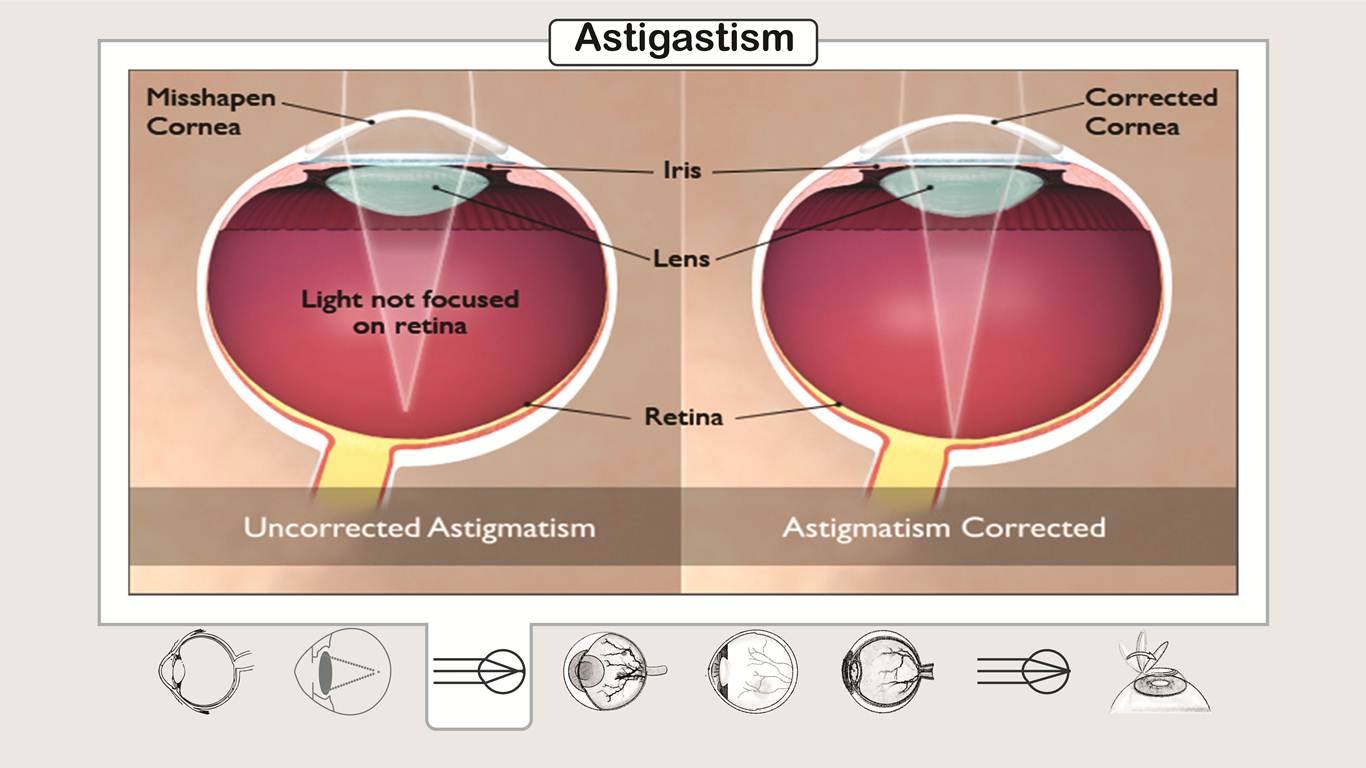 Astigastism
Misshapen
Cornea
Corrected
Cornea
Iris
Lens
Light not focused
on retina
Retina
Uncorrected Astigmatism
Astigmatism Corrected